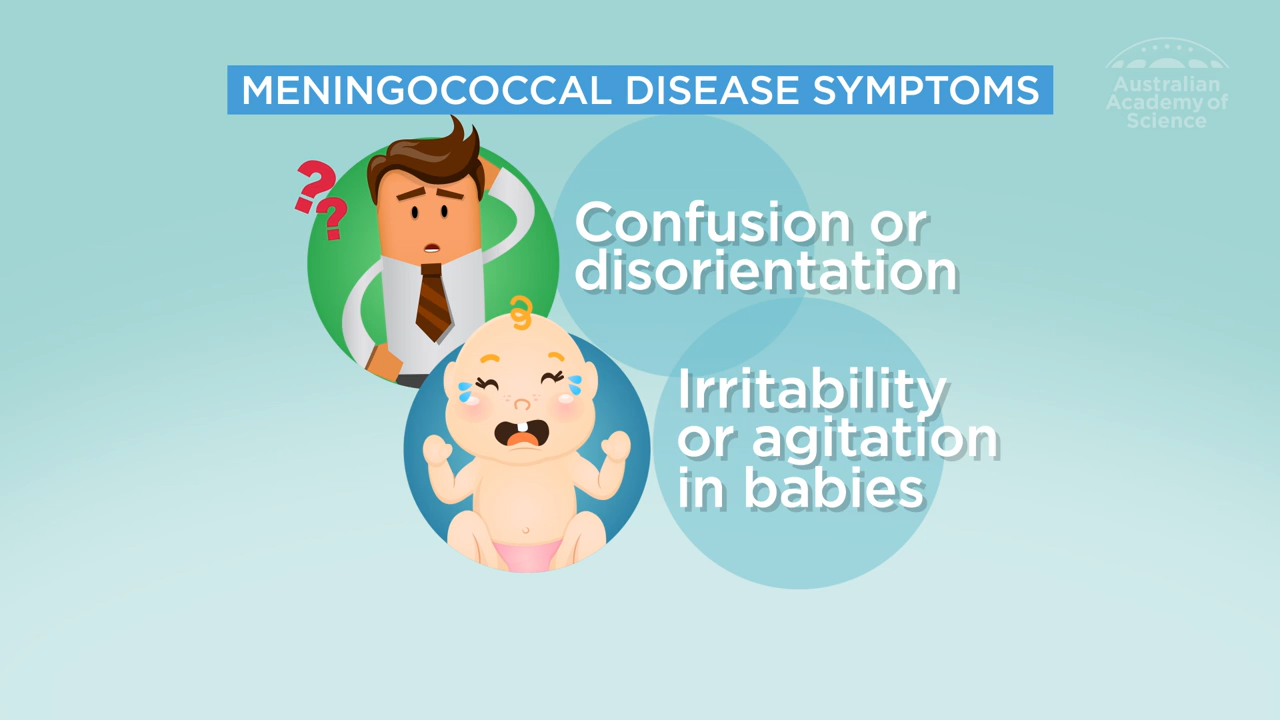 MENINGOCOCCAL DISEASE SYMPTOMS
Australian
Academy of
Science
??
Confusion or
disorientation
Irritability
or agitation
in babies